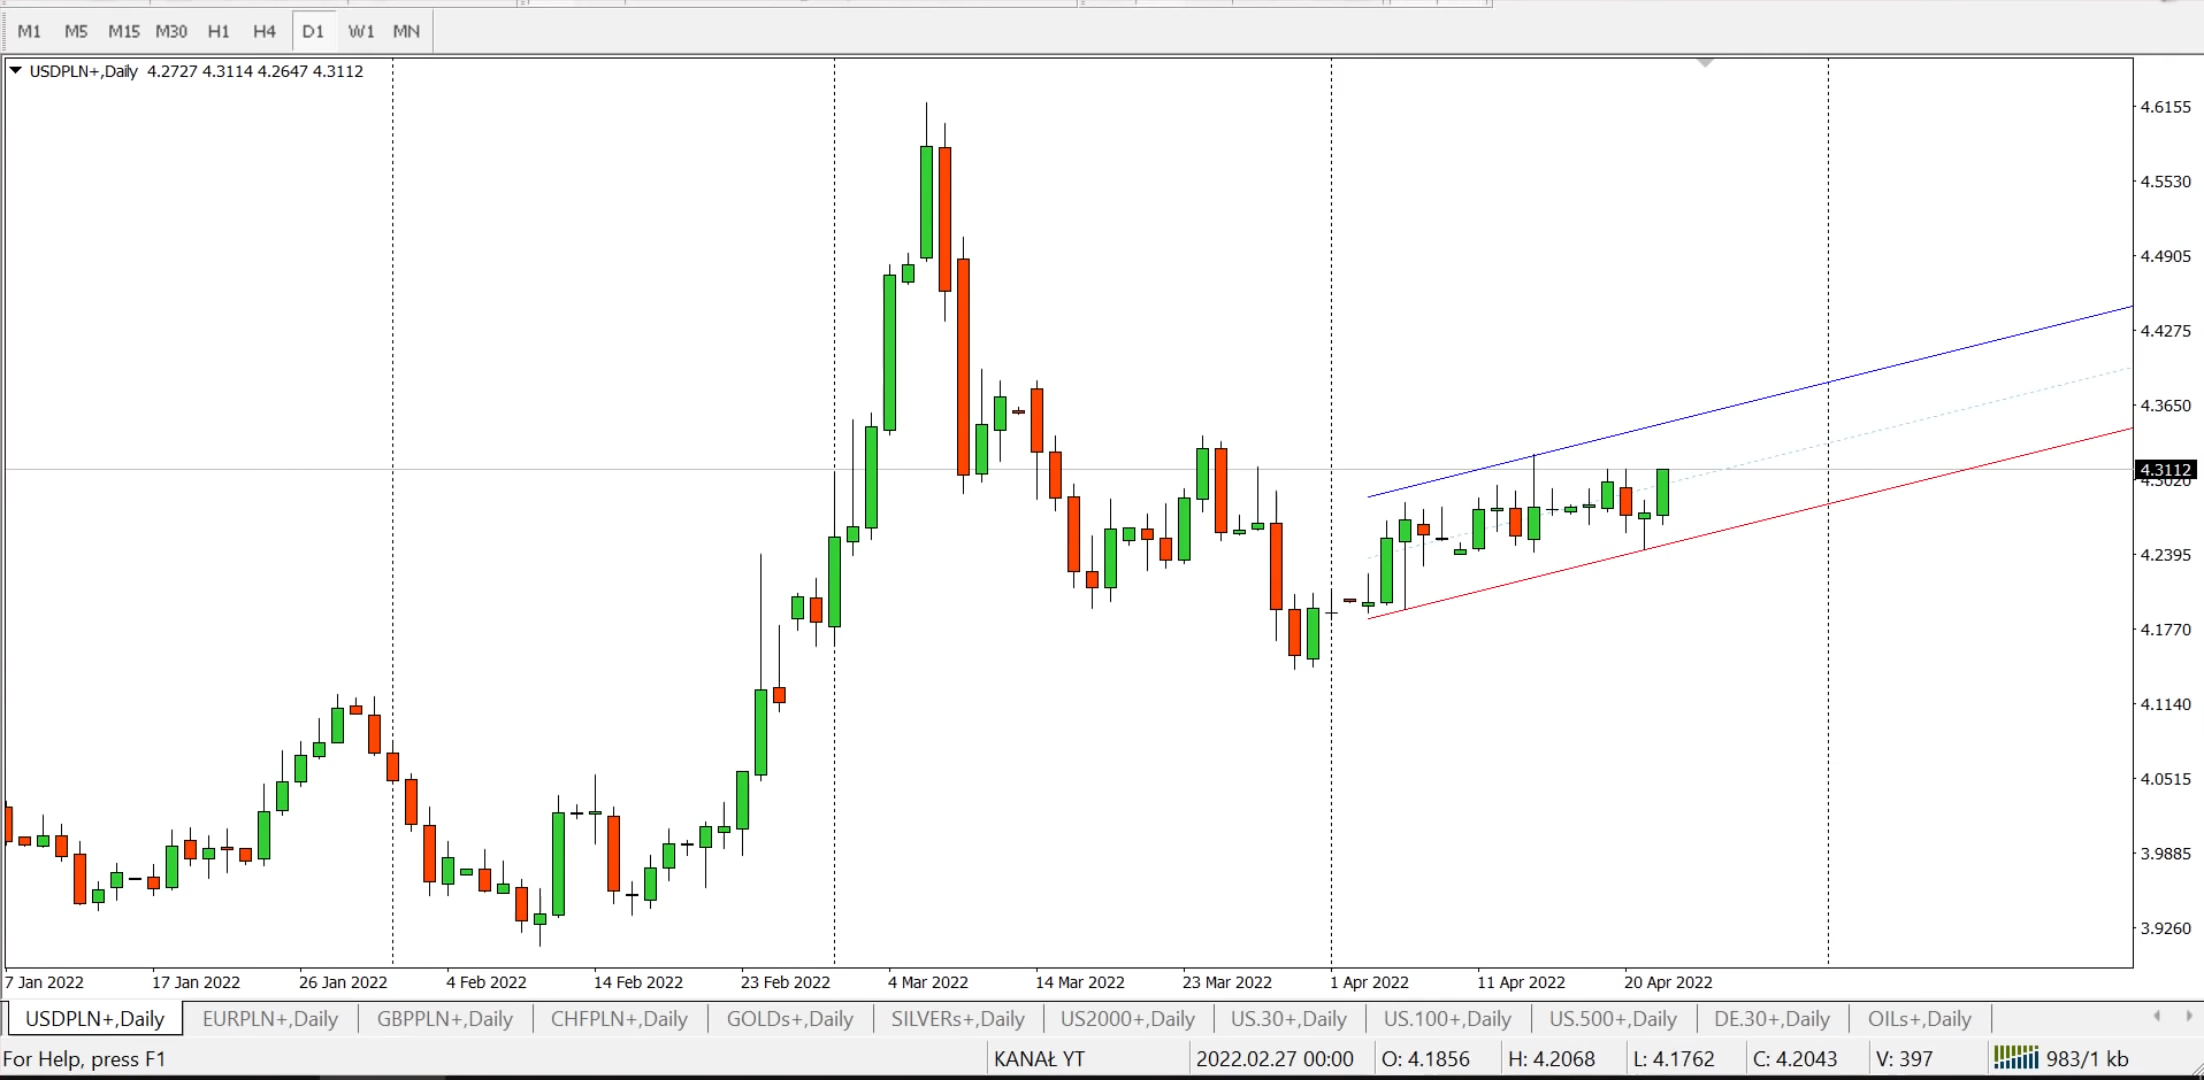 M1 M5 M15 M30 H1 H4 D1 W1 MN
USDPLN+,Daily 4.2727 4.3114 4.2647 4.3112
4.6155
4.5530
4.4905
4.4275
4.3650
4.3112
4.3020
4.2395
4.1770
4.1140
4.0515
3.9885
3.9260
7 Jan 2022 17 Jan 2022 26 Jan 2022 4 Feb 2022 14 Feb 2022 23 Feb 2022 4 Mar 2022 14 Mar 2022 23 Mar 2022 1 Apr 2022 11 Apr 2022 20 Apr 2022
USDPLN+,Daily EURPLN+,Daily GBPPLN+,Daily CHFPLN+,Daily GOLDs+,Daily SILVERs+,Daily US2000+,Daily US.30+,Daily US.100+,Daily US.500+,Daily DE.30+,Daily OILs+,Daily
For Help, press F1 KANAŁ YT 2022.02.27 00:00 O: 4.1856 H: 4.2068 L: 4.1762 C: 4.2043 V: 397 983/1 kb